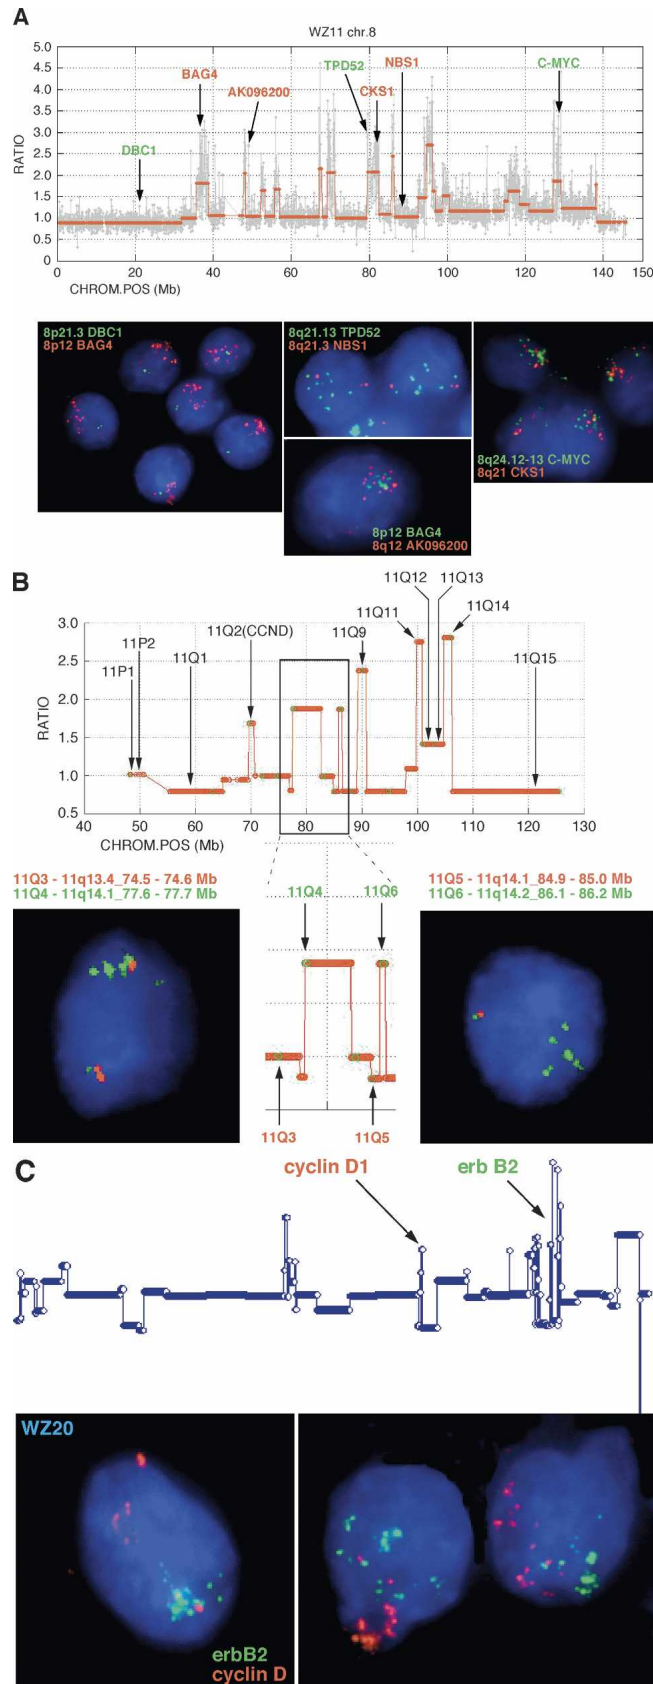 A
WZ11 chr.8
5.0
4.5
4.0
3.5
3.0
2.5
2.0
1.5
1.0
0.5
0
RATIO
DBC1
BAG4
AK096200
TPD52
NBS1
CKS1
C-MYC
0 20 40 60 80 100 120 140 150
CHROM.POS (Mb)
8p21.3 DBC1
8p12 BAG4
8q21.13 TPD52
8q21.3 NBS1
8p12 BAG4
8q12 AK096200
8q24.12-13 C-MYC
8q21 CKS1
B
3.0
2.5
2.0
1.5
1.0
0.5
RATIO
11P1
11P2
11Q1
11Q2(CCND)
11Q9
11Q11
11Q12
11Q13
11Q14
11Q15
40 50 60 70 80 90 100 110 120 130
CHROM.POS (Mb)
11Q3 - 11q13.4_74.5 - 74.6 Mb
11Q4 - 11q14.1_77.6 - 77.7 Mb
11Q4
11Q6
11Q3
11Q5
11Q5 - 11q14.1_84.9 - 85.0 Mb
11Q6 - 11q14.2_86.1 - 86.2 Mb
C
cyclin D1
erb B2
WZ20
erbB2
cyclin D